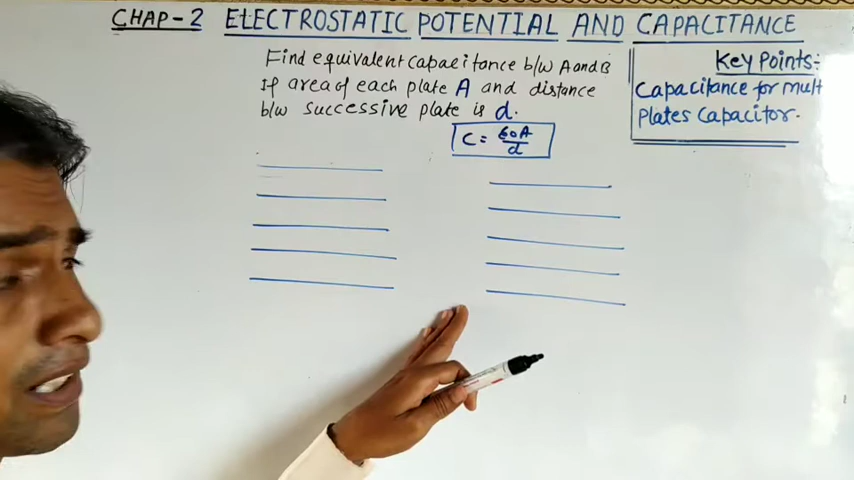 CHAP-2 ELECTROSTATIC POTENTIAL AND CAPACITANCE
Find equivalent capacitance b/w A and B
If area of each plate A and distance
b/w successive plate is d.
C = ϵ0A/d
Key Points:-
Capacitance for mult
Plates Capacitor.